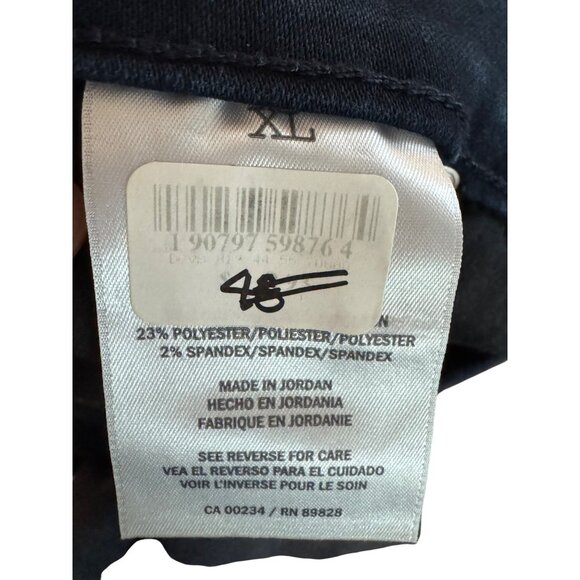 XL
1 90797 59876 4
48
23% POLYESTER/POLIESTER/POLYESTER
2% SPANDEX/SPANDEX/SPANDEX
MADE IN JORDAN
HECHO EN JORDANIA
FABRIQUE EN JORDANIE
SEE REVERSE FOR CARE
VEA EL REVERSO PARA EL CUIDADO
VOIR L'INVERSE POUR LE SOIN
CA 00234 / RN 89828